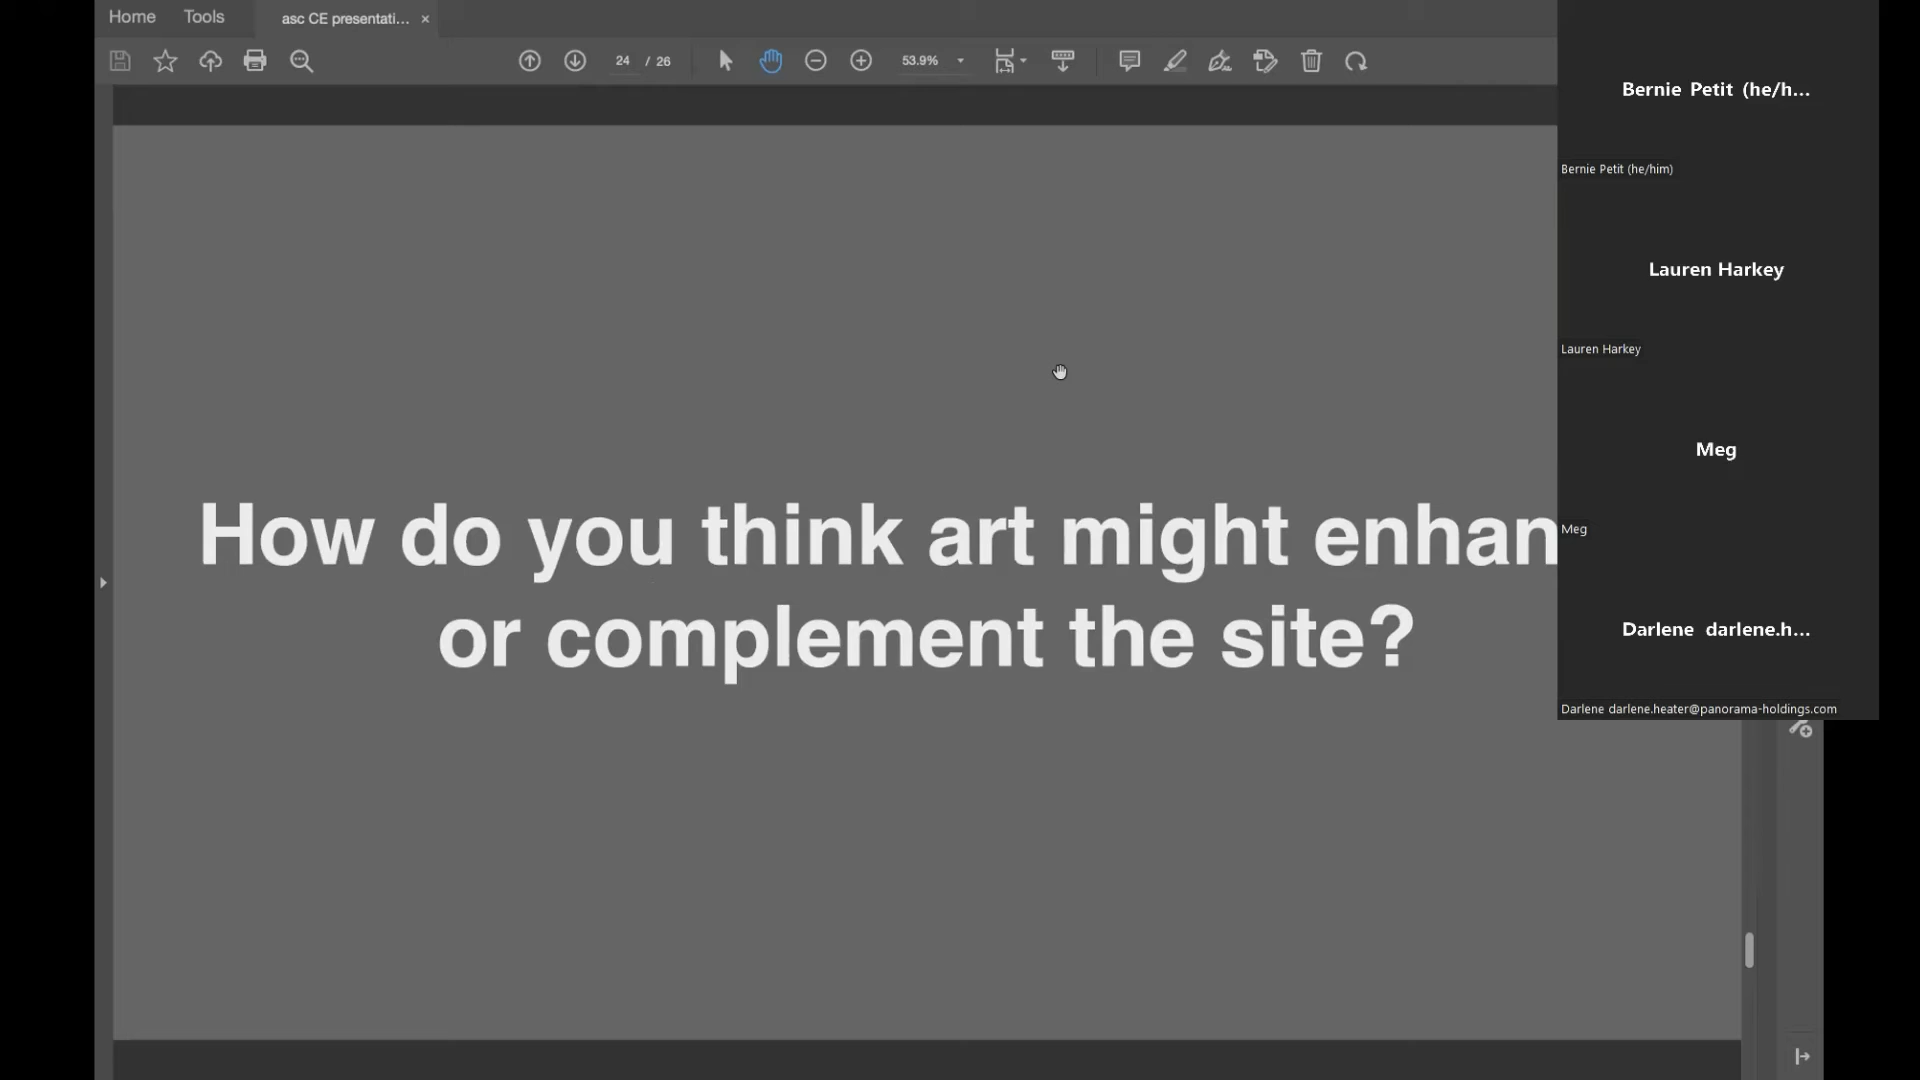 Home Tools asc CE presentati... ×
24 / 26 53.9%
How do you think art might enhan
or complement the site?
Bernie Petit (he/h...
Bernie Petit (he/him)
Lauren Harkey
Lauren Harkey
Meg
Meg
Darlene darlene.h...
Darlene darlene.heater@panorama-holdings.com